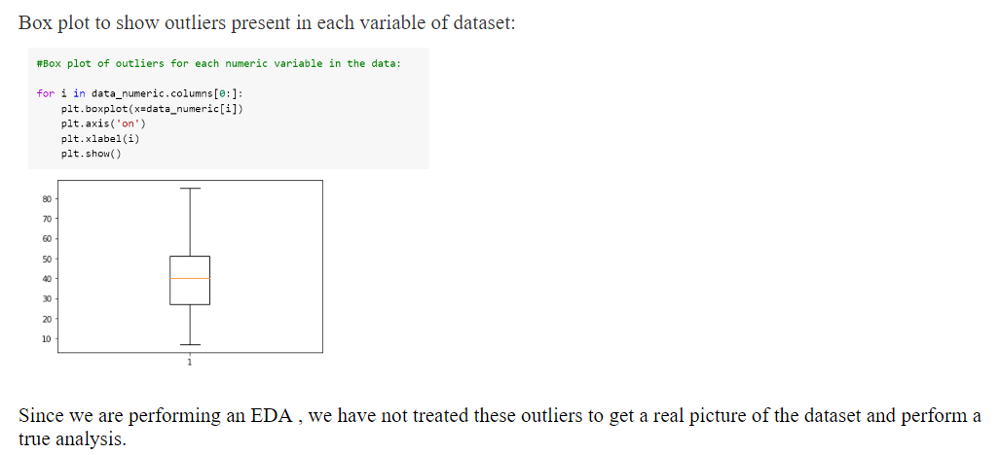 Box plot to show outliers present in each variable of dataset:
#Box plot of outliers for each numeric variable in the data:
for i in data_numeric.columns[0:]:
    plt.boxplot(x=data_numeric[i])
    plt.axis('on')
    plt.xlabel(i)
    plt.show()
80
70
60
50
40
30
20
10
1
Since we are performing an EDA , we have not treated these outliers to get a real picture of the dataset and perform a
true analysis.